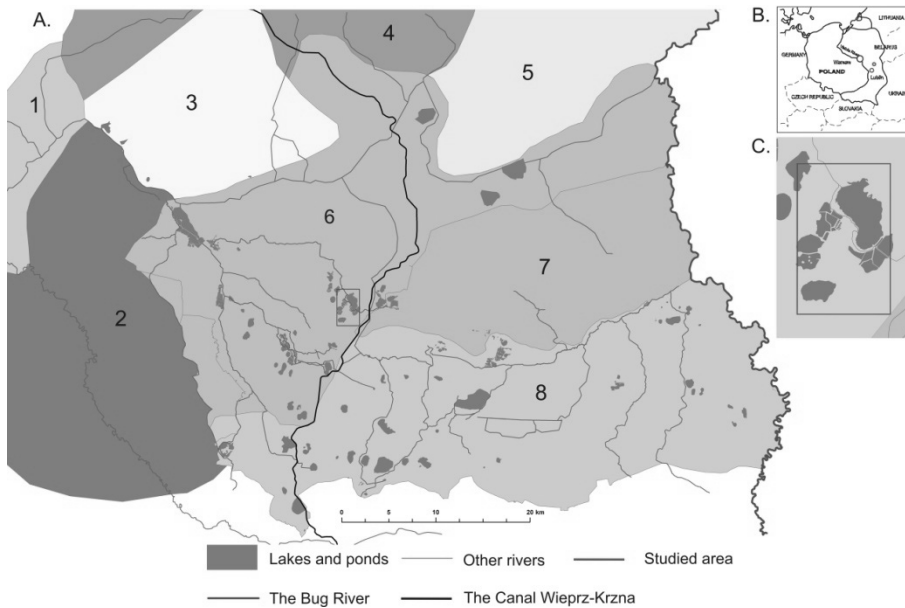 A.
1
2
3
4
5
6
7
8
0 5 10 20 km
B.
LITHUANIA
GERMANY
BELARUS
Warsaw
POLAND
Lublin
CZECH REPUBLIC
SLOVAKIA
C.
Lakes and ponds
Other rivers
Studied area
The Bug River
The Canal Wieprz-Krzna